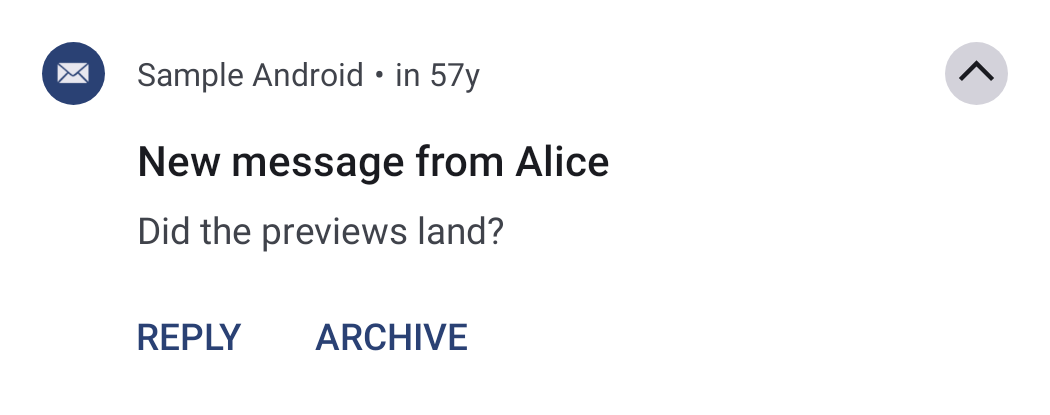 Sample Android • in 57y
New message from Alice
Did the previews land?
REPLY ARCHIVE